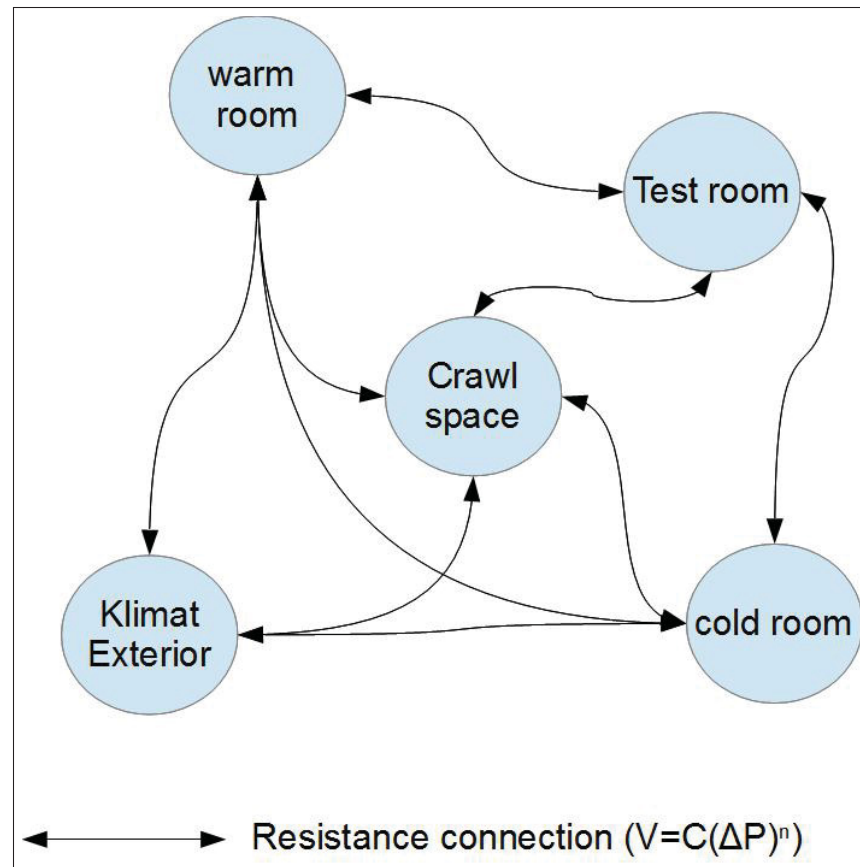 warm
room
Test room
Crawl
space
Klimat
Exterior
cold room
Resistance connection (V=C(ΔP)ⁿ)